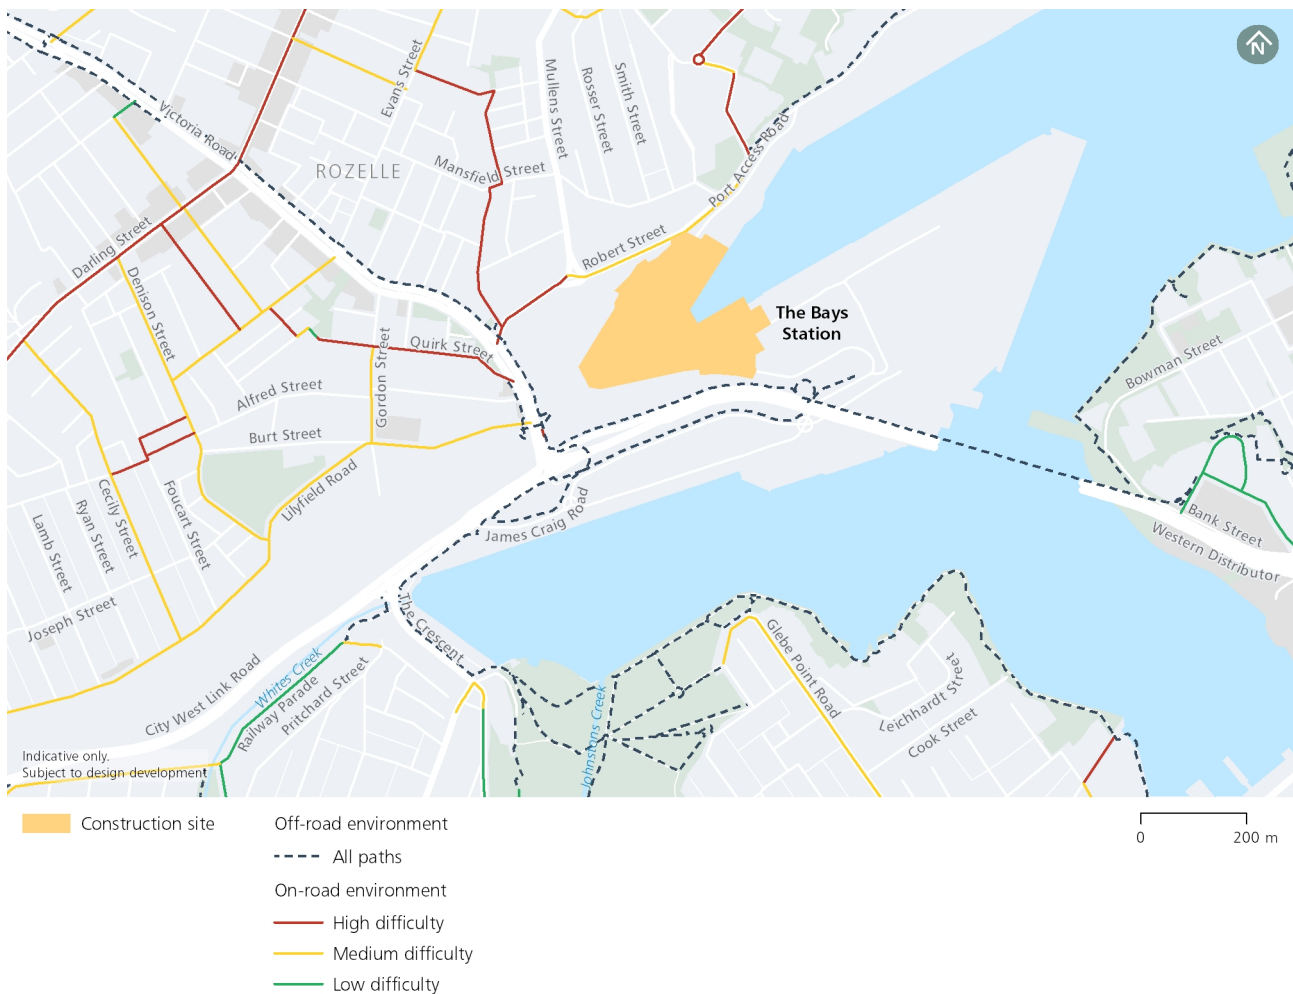 N
Evans Street
Mullens Street
Rosser Street
Smith Street
Victoria Road
ROZELLE
Mansfield Street
Port Access Road
Darling Street
Robert Street
Denison Street
The Bays
Station
Gordon Street
Quirk Street
Bowman Street
Alfred Street
Burt Street
Lilyfield Road
Cecily Street
Foucart Street
Ryan Street
Lamb Street
James Craig Road
Bank Street
Western Distributor
Joseph Street
The Crescent
Whites Creek
City West Link Road
Railway Parade
Pritchard Street
Glebe Point Road
Leichhardt Street
Cook Street
Johnstons Creek
Indicative only.
Subject to design development
Construction site
Off-road environment
All paths
On-road environment
High difficulty
Medium difficulty
Low difficulty
0
200 m